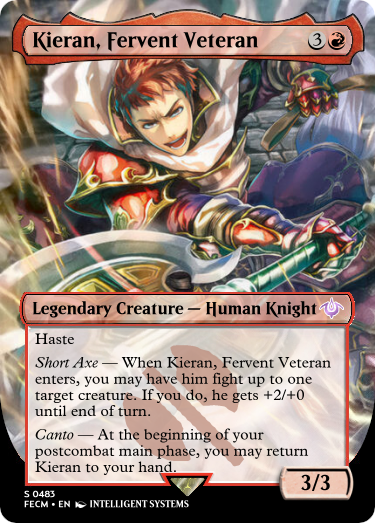 Kieran, Fervent Veteran 3
Legendary Creature — Human Knight
Haste
Short Axe — When Kieran, Fervent Veteran
enters, you may have him fight up to one
target creature. If you do, he gets +2/+0
until end of turn.
Canto — At the beginning of your
postcombat main phase, you may return
Kieran to your hand.
3/3
S 0483
FECM • EN INTELLIGENT SYSTEMS